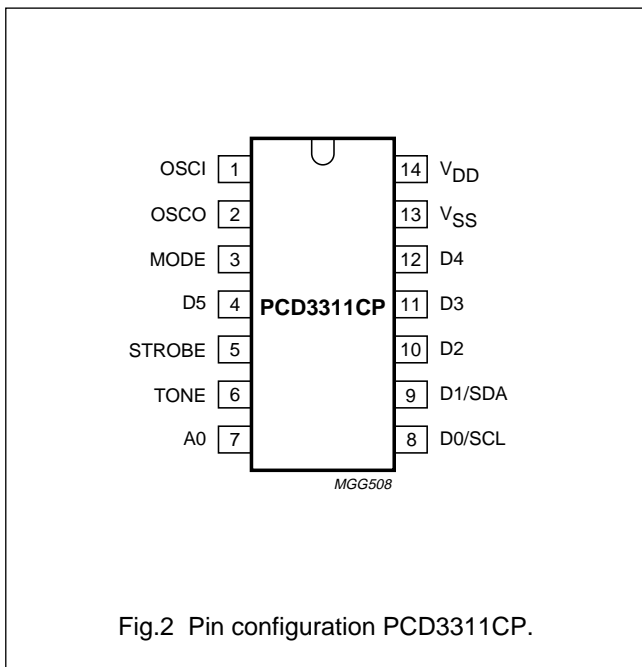 OSCI 1 14 VDD
OSCO 2 13 VSS
MODE 3 12 D4
D5 4 PCD3311CP 11 D3
STROBE 5 10 D2
TONE 6 9 D1/SDA
A0 7 8 D0/SCL
MGG508
Fig.2 Pin configuration PCD3311CP.